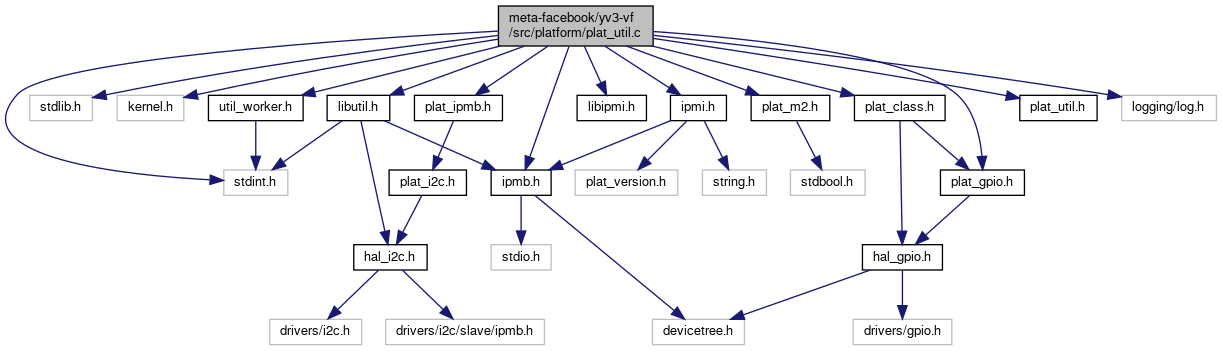 meta-facebook/yv3-vf
/src/platform/plat_util.c
stdlib.h
kernel.h
util_worker.h
libutil.h
plat_ipmb.h
libipmi.h
ipmi.h
plat_m2.h
plat_class.h
plat_util.h
logging/log.h
stdint.h
plat_i2c.h
ipmb.h
plat_version.h
string.h
stdbool.h
plat_gpio.h
hal_i2c.h
stdio.h
hal_gpio.h
drivers/i2c.h
drivers/i2c/slave/ipmb.h
devicetree.h
drivers/gpio.h